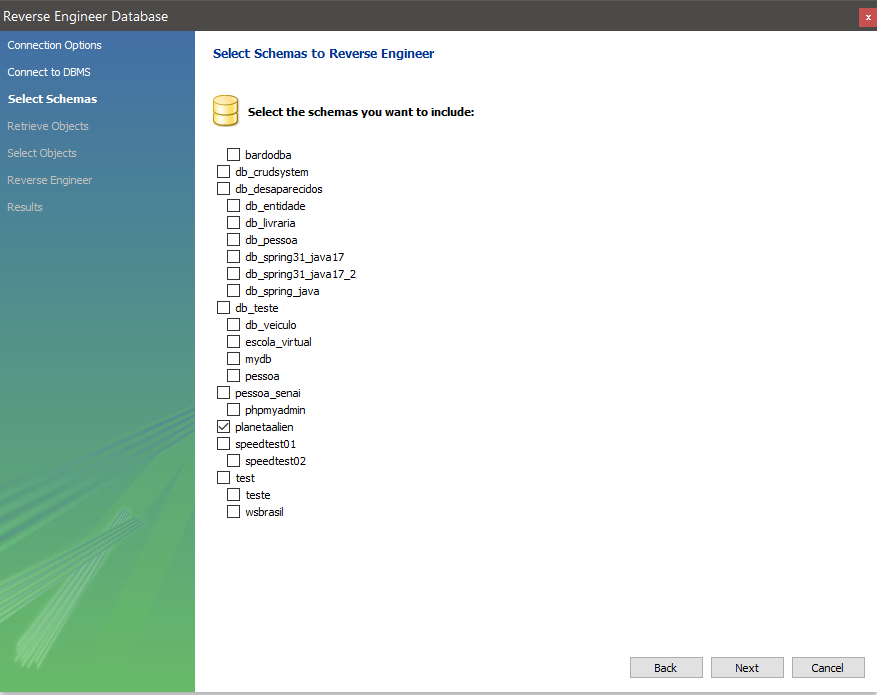 Reverse Engineer Database
x
Connection Options
Connect to DBMS
Select Schemas
Retrieve Objects
Select Objects
Reverse Engineer
Results
Select Schemas to Reverse Engineer
Select the schemas you want to include:
bardodba
db_crudsystem
db_desaparecidos
db_entidade
db_livraria
db_pessoa
db_spring31_java17
db_spring31_java17_2
db_spring_java
db_teste
db_veiculo
escola_virtual
mydb
pessoa
pessoa_senai
phpmyadmin
planetaalien
speedtest01
speedtest02
test
teste
wsbrasil
Back Next Cancel